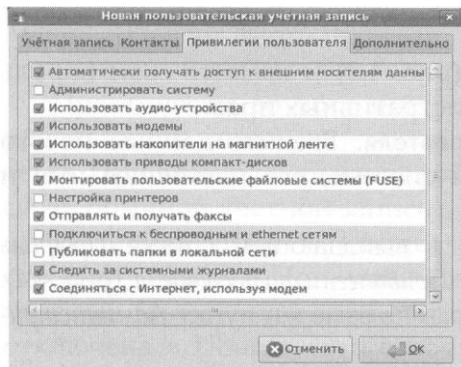 Новая пользовательская учётная запись
Учётная запись Контакты Привилегии пользователя Дополнительно
Автоматически получать доступ к внешним носителям данны
Администрировать систему
Использовать аудио-устройства
Использовать модемы
Использовать накопители на магнитной ленте
Использовать приводы компакт-дисков
Монтировать пользовательские файловые системы (FUSE)
Настройка принтеров
Отправлять и получать факсы
Подключиться к беспроводным и ethernet сетям
Публиковать папки в локальной сети
Следить за системными журналами
Соединяться с Интернет, используя модем
Отменить
OK